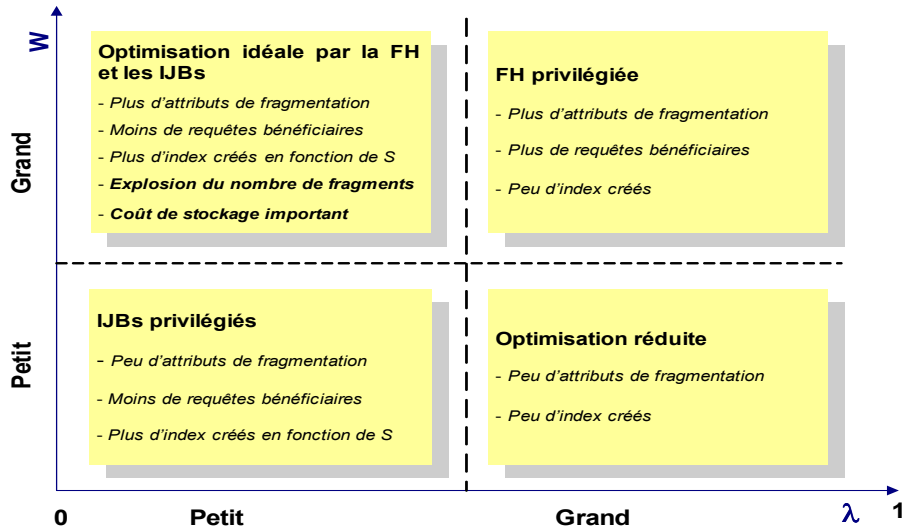 W
Grand
Optimisation idéale par la FH
et les IJBs
- Plus d'attributs de fragmentation
- Moins de requêtes bénéficiaires
- Plus d'index créés en fonction de S
- Explosion du nombre de fragments
- Coût de stockage important
FH privilégiée
- Plus d'attributs de fragmentation
- Plus de requêtes bénéficiaires
- Peu d'index créés
Petit
IJBs privilégiés
- Peu d'attributs de fragmentation
- Moins de requêtes bénéficiaires
- Plus d'index créés en fonction de S
Optimisation réduite
- Peu d'attributs de fragmentation
- Peu d'index créés
0 Petit Grand λ 1